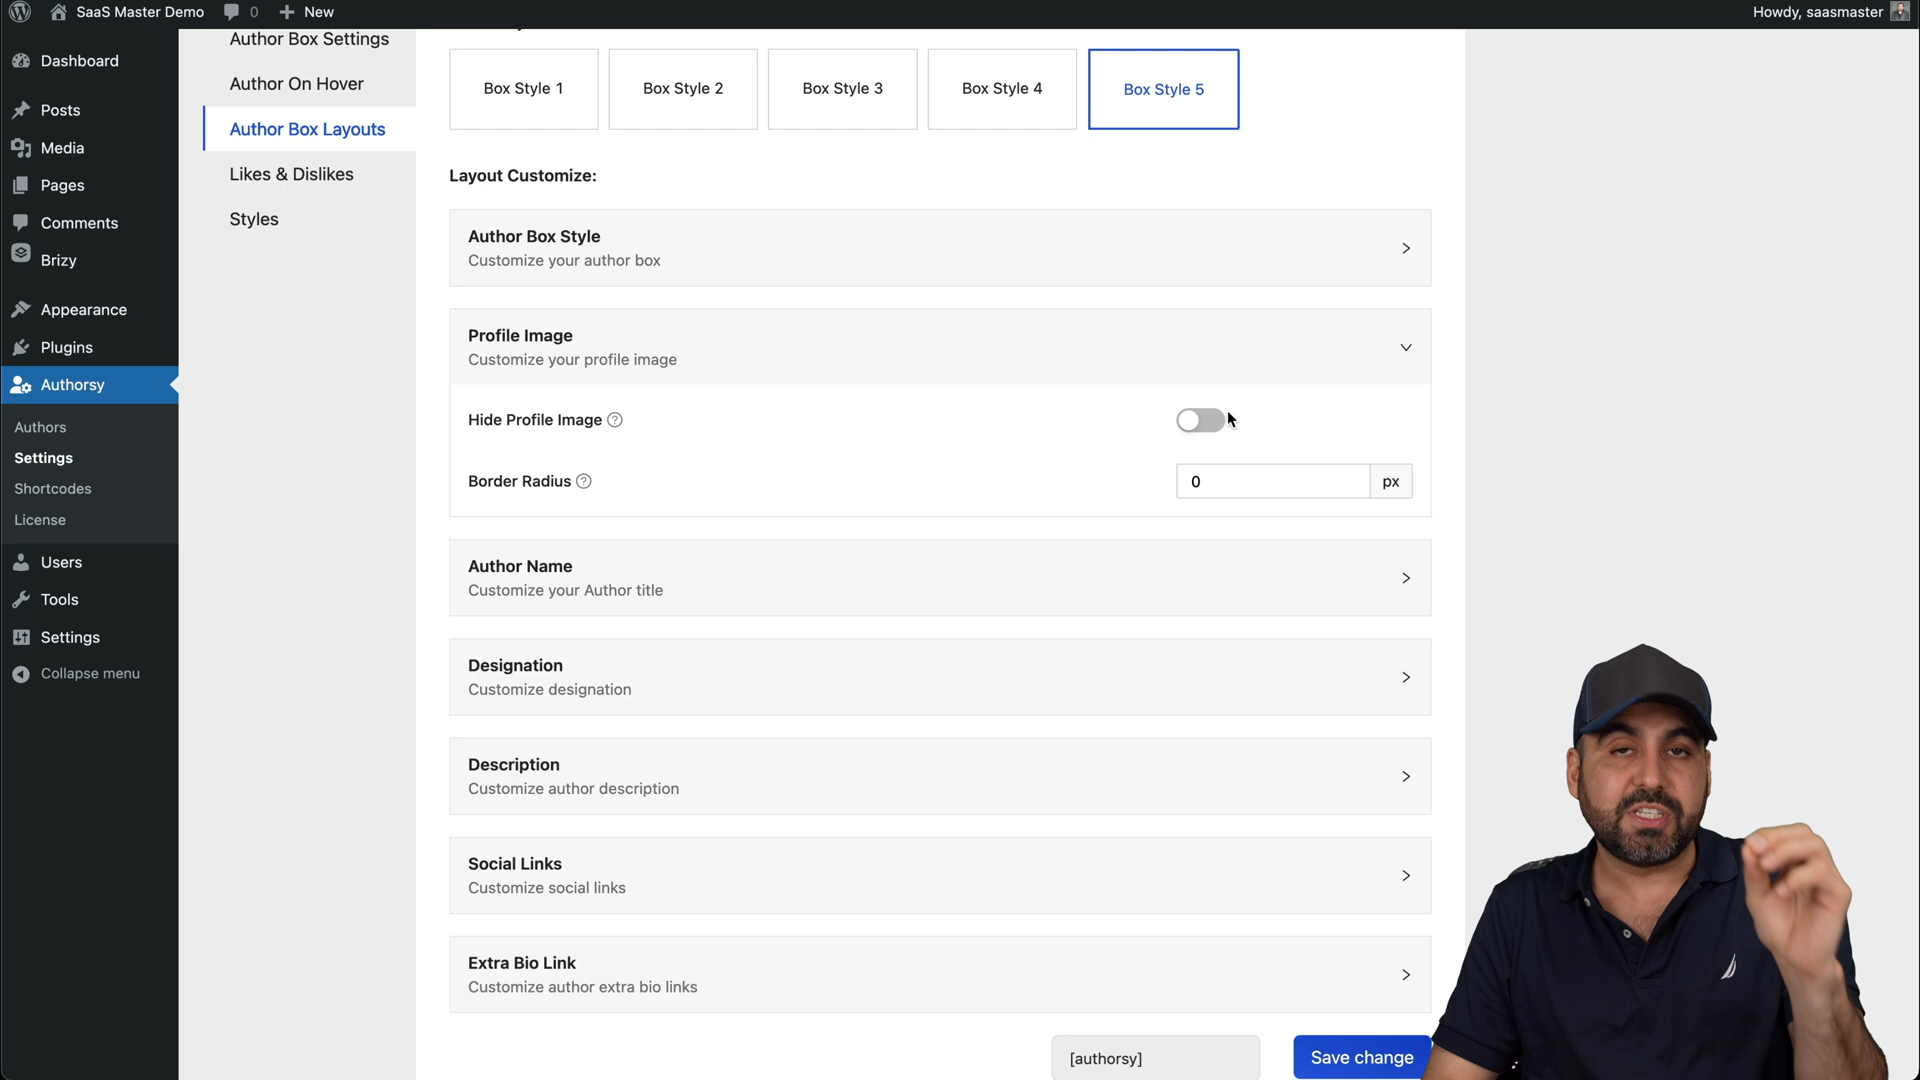 SaaS Master Demo 0 New Howdy, saasmaster
Dashboard
Posts
Media
Pages
Comments
Brizy
Appearance
Plugins
Authorsy
Authors
Settings
Shortcodes
License
Users
Tools
Settings
Collapse menu
Author Box Settings
Author On Hover
Author Box Layouts
Likes & Dislikes
Styles
Box Style 1 Box Style 2 Box Style 3 Box Style 4 Box Style 5
Layout Customize:
Author Box Style
Customize your author box
Profile Image
Customize your profile image
Hide Profile Image ?
Border Radius ? 0 px
Author Name
Customize your Author title
Designation
Customize designation
Description
Customize author description
Social Links
Customize social links
Extra Bio Link
Customize author extra bio links
[authorsy] Save change